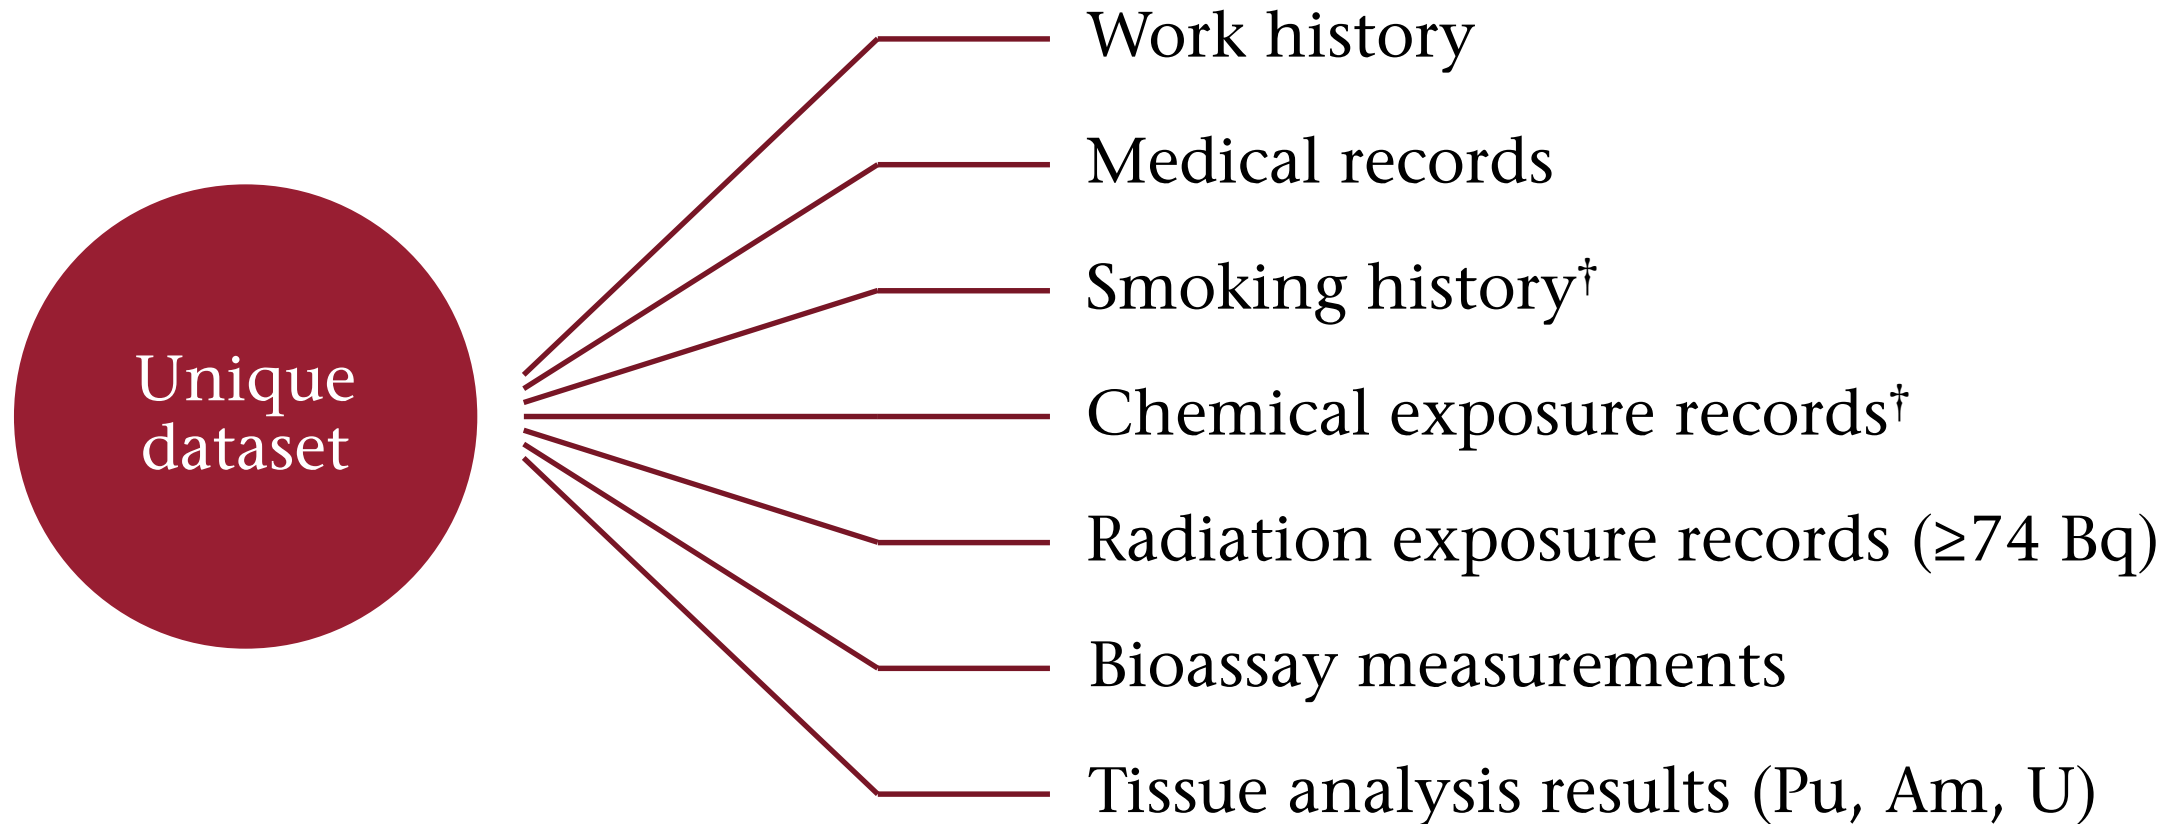 Unique
dataset
Work history
Medical records
Smoking history†
Chemical exposure records†
Radiation exposure records (≥74 Bq)
Bioassay measurements
Tissue analysis results (Pu, Am, U)